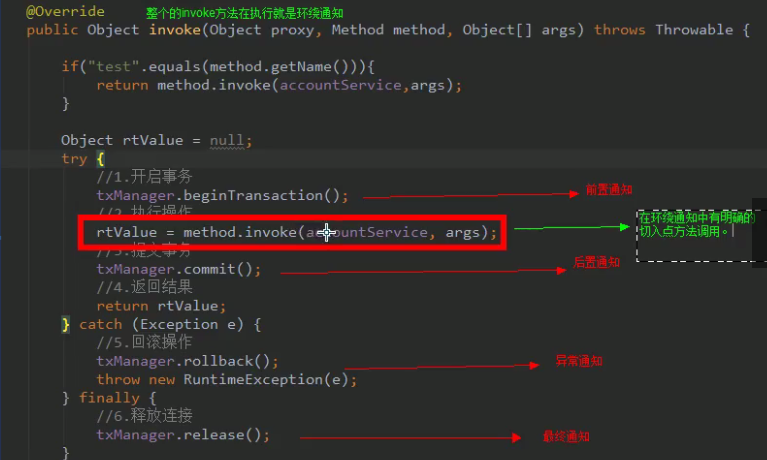 @Override 整个的invoke方法在执行就是环绕通知
public Object invoke(Object proxy, Method method, Object[] args) throws Throwable {
if("test".equals(method.getName())){
return method.invoke(accountService,args);
}
Object rtValue = null;
try {
//1.开启事务
txManager.beginTransaction(); 前置通知
//2.执行操作
rtValue = method.invoke(accountService, args); 在环绕通知中有明确的
切入点方法调用。
//3.提交事务
txManager.commit(); 后置通知
//4.返回结果
return rtValue;
} catch (Exception e) {
//5.回滚操作
txManager.rollback(); 异常通知
throw new RuntimeException(e);
} finally {
//6.释放连接
txManager.release(); 最终通知
}